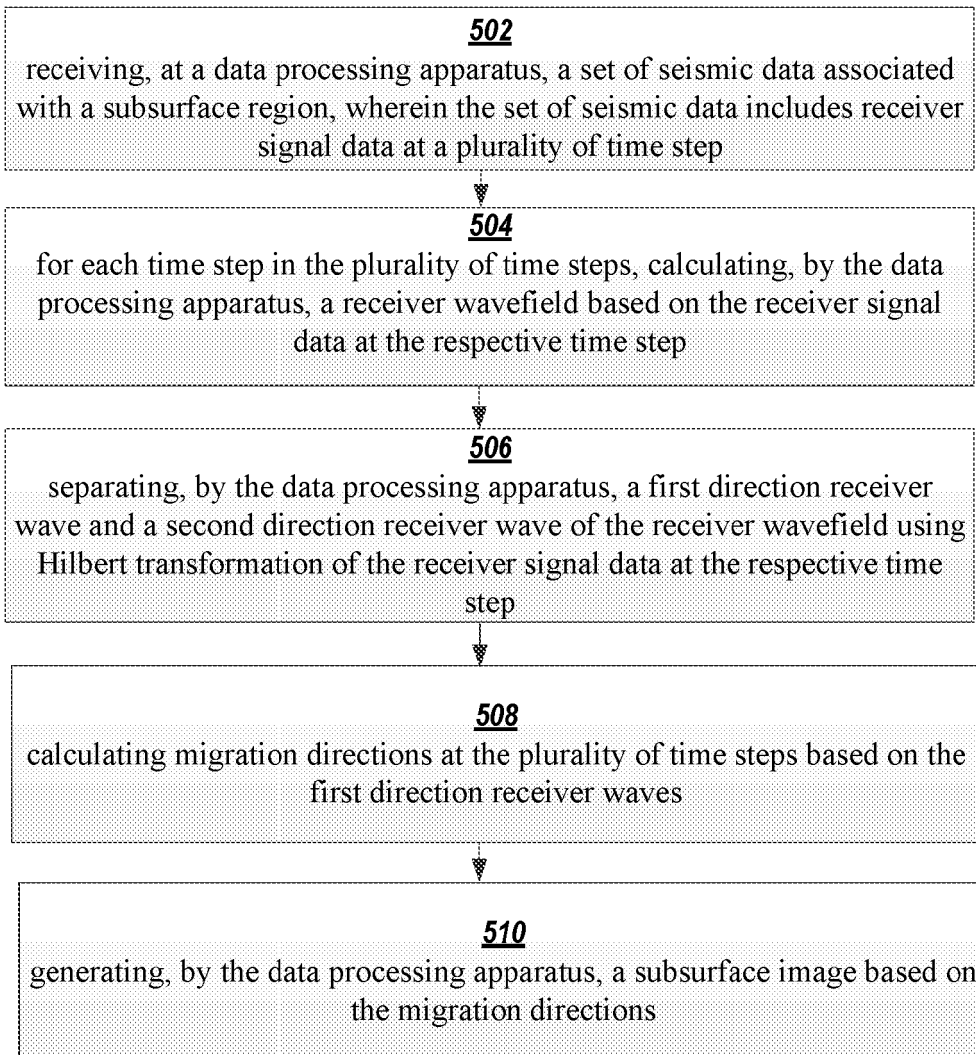 502
receiving, at a data processing apparatus, a set of seismic data associated
with a subsurface region, wherein the set of seismic data includes receiver
signal data at a plurality of time step
504
for each time step in the plurality of time steps, calculating, by the data
processing apparatus, a receiver wavefield based on the receiver signal
data at the respective time step
506
separating, by the data processing apparatus, a first direction receiver
wave and a second direction receiver wave of the receiver wavefield using
Hilbert transformation of the receiver signal data at the respective time
step
508
calculating migration directions at the plurality of time steps based on the
first direction receiver waves
510
generating, by the data processing apparatus, a subsurface image based on
the migration directions